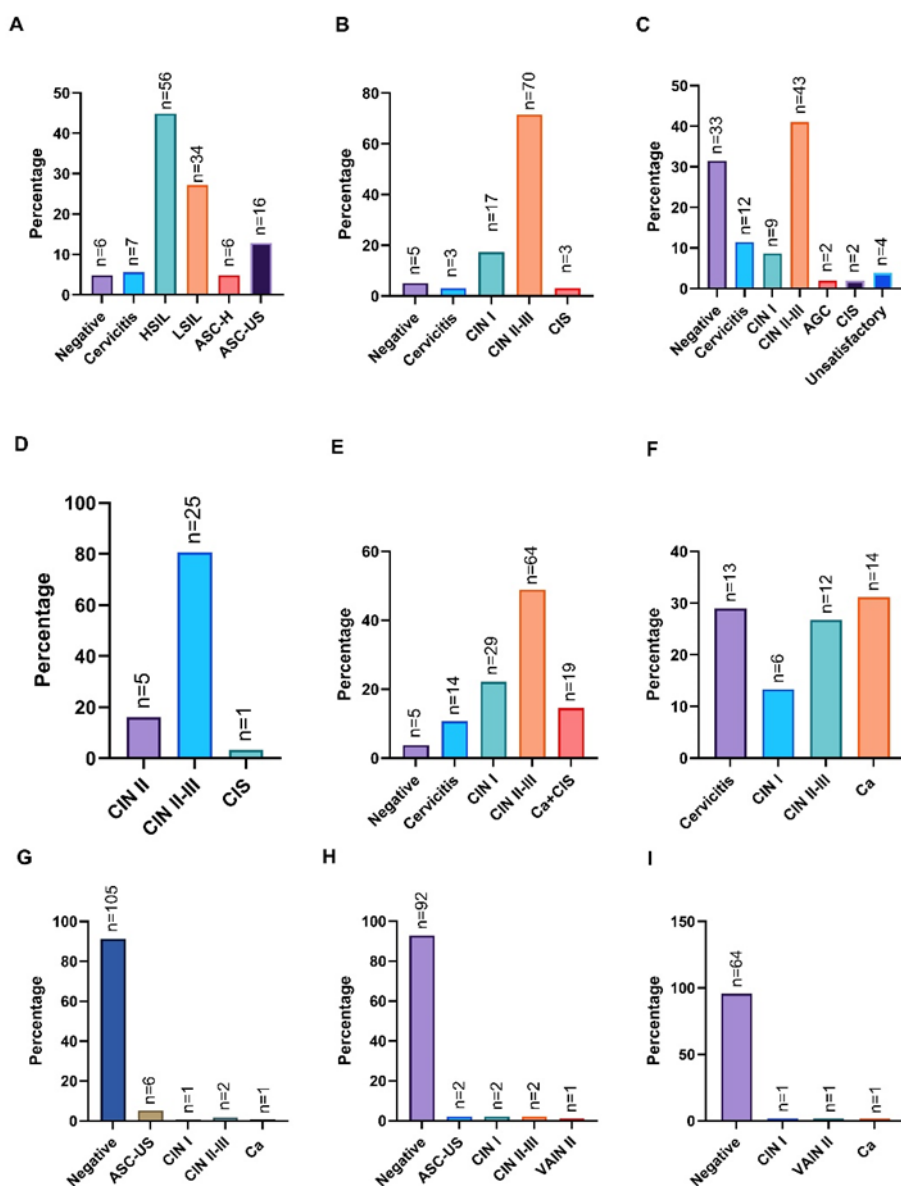 A
Percentage
50
40
30
20
10
0
n=6
n=7
n=56
n=34
n=6
n=16
Negative
Cervicitis
HSIL
LSIL
ASC-H
ASC-US
B
Percentage
80
60
40
20
0
n=5
n=3
n=17
n=70
n=3
Negative
Cervicitis
CIN I
CIN II-III
CIS
C
Percentage
50
40
30
20
10
0
n=33
n=12
n=9
n=43
n=2
n=2
n=4
Negative
Cervicitis
CIN I
CIN II-III
AGC
CIS
Unsatisfactory
D
Percentage
100
80
60
40
20
0
n=5
n=25
n=1
CIN II
CIN II-III
CIS
E
Percentage
60
40
20
0
n=5
n=14
n=29
n=64
n=19
Negative
Cervicitis
CIN I
CIN II-III
Ca+CIS
F
Percentage
40
30
20
10
0
n=13
n=6
n=12
n=14
Cervicitis
CIN I
CIN II-III
Ca
G
Percentage
100
80
60
40
20
0
n=105
n=6
n=1
n=2
n=1
Negative
ASC-US
CIN I
CIN II-III
Ca
H
Percentage
100
80
60
40
20
0
n=92
n=2
n=2
n=2
n=1
Negative
ASC-US
CIN I
CIN II-III
VAIN II
I
Percentage
150
100
50
0
n=64
n=1
n=1
n=1
Negative
CIN I
VAIN II
Ca